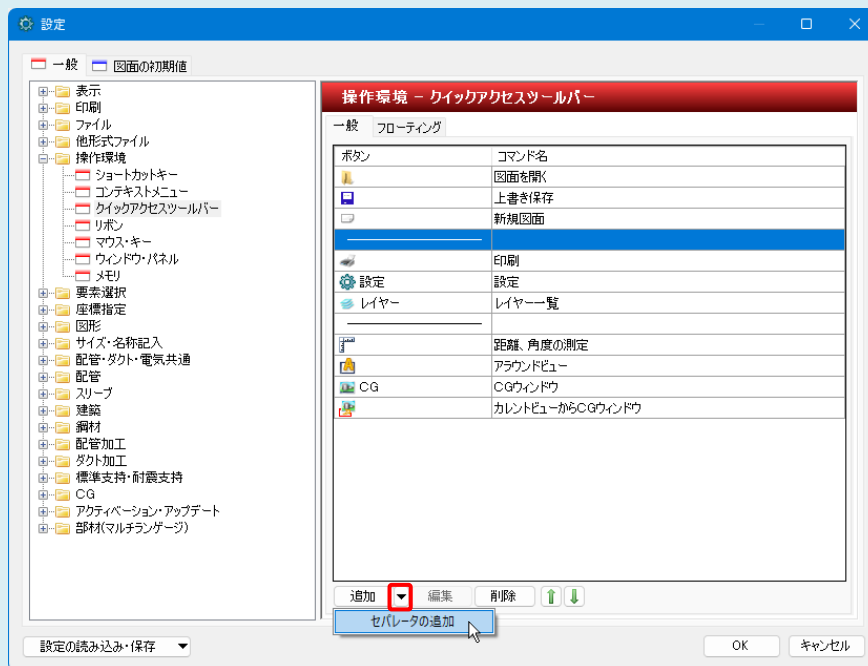 設定
一般 図面の初期値
表示
印刷
ファイル
他形式ファイル
操作環境
ショートカットキー
コンテキストメニュー
クイックアクセスツールバー
リボン
マウス・キー
ウィンドウ・パネル
メモリ
要素選択
座標指定
図形
サイズ・名称記入
配管・ダクト・電気共通
配管
スリーブ
建築
鋼材
配管加工
ダクト加工
標準支持・耐震支持
CG
アクティベーション・アップデート
部材(マルチランゲージ)
操作環境 - クイックアクセスツールバー
一般 フローティング
ボタン コマンド名
図面を開く
上書き保存
新規図面
印刷
設定 設定
レイヤー レイヤー一覧
距離、角度の測定
アラウンドビュー
CG CGウィンドウ
カレントビューからCGウィンドウ
追加 編集 削除
セパレータの追加
設定の読み込み・保存 OK キャンセル